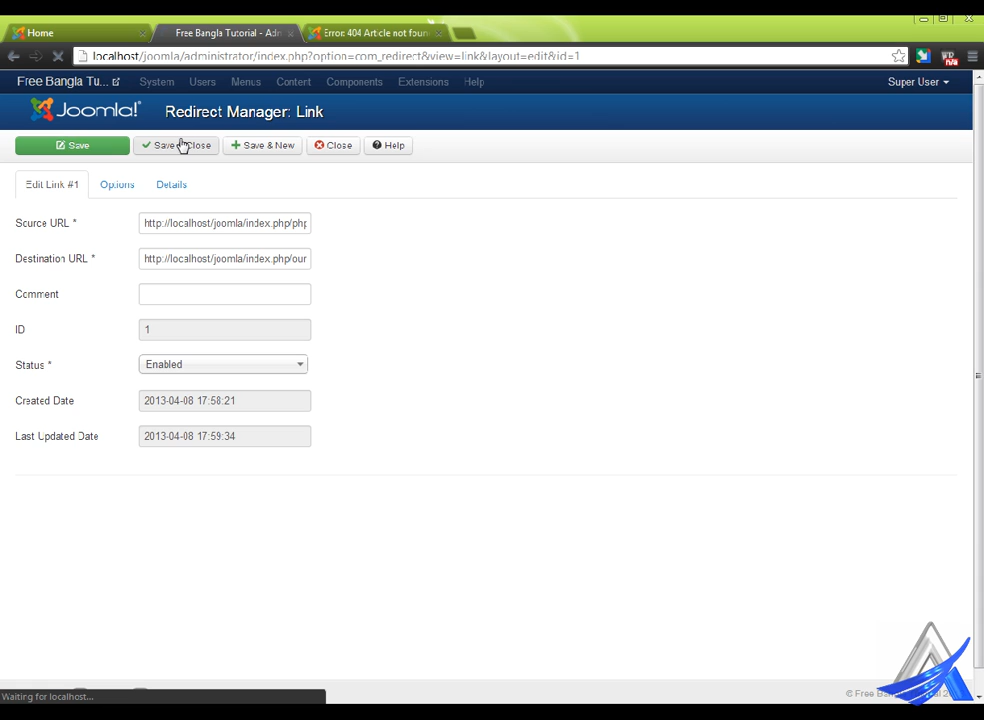 Home
Free Bangla Tutorial - Adm
Error 404 Article not foun
localhost/joomla/administrator/index.php?option=com_redirect&view=link&layout=edit&id=1
Free Bangla Tu...
System
Users
Menus
Content
Components
Extensions
Help
Super User
Joomla!
Redirect Manager: Link
Save
Save & Close
Save & New
Close
Help
Edit Link #1
Options
Details
Source URL *
http://localhost/joomla/index.php/php
Destination URL *
http://localhost/joomla/index.php/our
Comment
ID
1
Status *
Enabled
Created Date
2013-04-08 17:58:21
Last Updated Date
2013-04-08 17:59:34
Waiting for localhost...
© Free